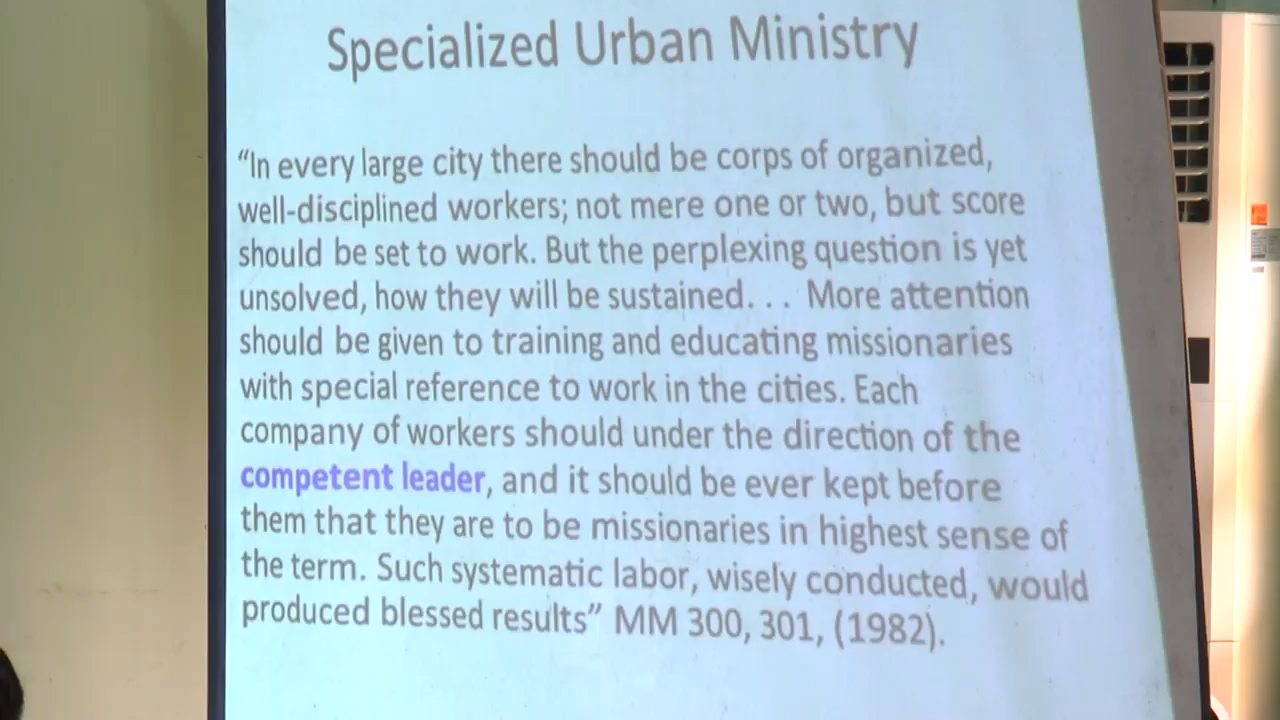 Specialized Urban Ministry
“In every large city there should be corps of organized,
well-disciplined workers; not mere one or two, but score
should be set to work. But the perplexing question is yet
unsolved, how they will be sustained. . . More attention
should be given to training and educating missionaries
with special reference to work in the cities. Each
company of workers should under the direction of the
competent leader, and it should be ever kept before
them that they are to be missionaries in highest sense of
the term. Such systematic labor, wisely conducted, would
produced blessed results” MM 300, 301, (1982).